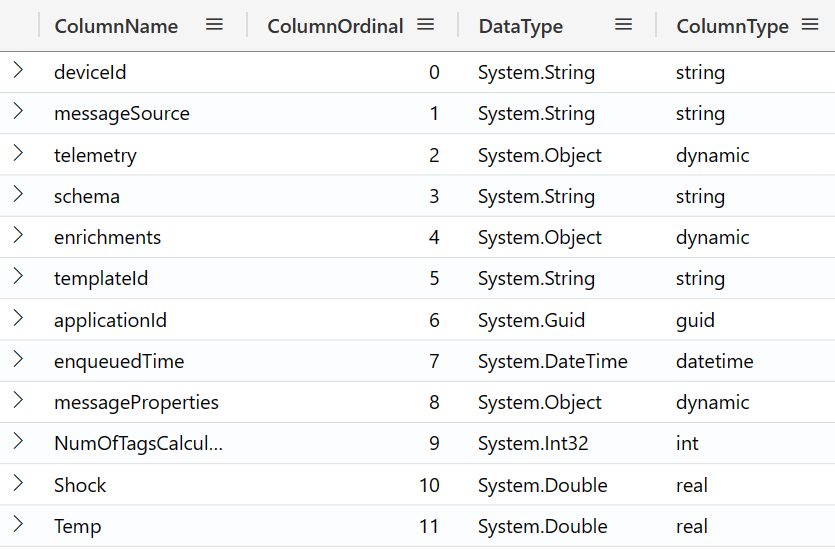 ColumnName ColumnOrdinal DataType ColumnType
deviceId 0 System.String string
messageSource 1 System.String string
telemetry 2 System.Object dynamic
schema 3 System.String string
enrichments 4 System.Object dynamic
templateId 5 System.String string
applicationId 6 System.Guid guid
enqueuedTime 7 System.DateTime datetime
messageProperties 8 System.Object dynamic
NumOfTagsCalcul... 9 System.Int32 int
Shock 10 System.Double real
Temp 11 System.Double real